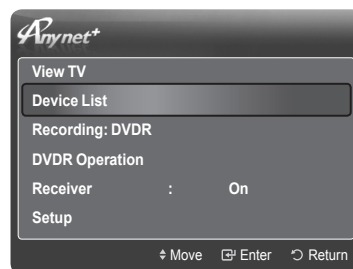 Anynet+
View TV
Device List
Recording: DVDR
DVDR Operation
Receiver : On
Setup
Move Enter Return